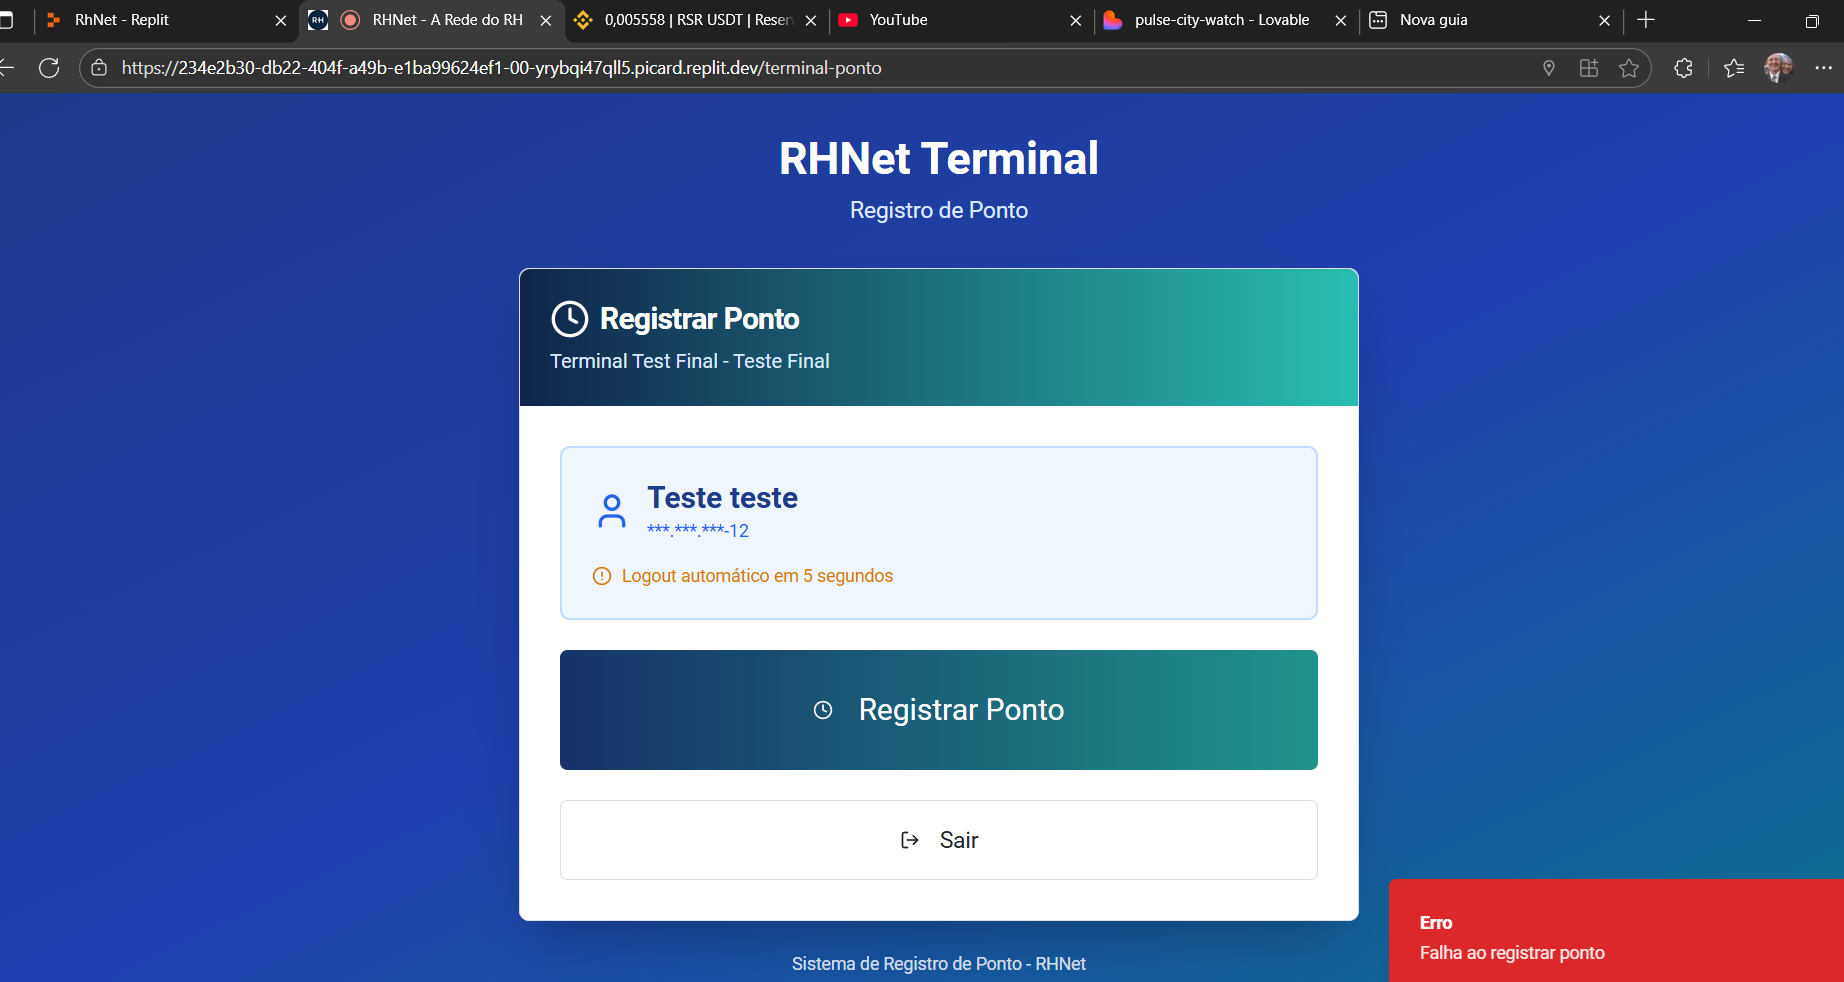 RhNet - Replit
RHNet - A Rede do RH
0,005558 | RSR USDT | Reser
YouTube
pulse-city-watch - Lovable
Nova guia
https://234e2b30-db22-404f-a49b-e1ba99624ef1-00-yrybqi47qll5.picard.replit.dev/terminal-ponto
RHNet Terminal
Registro de Ponto
Registrar Ponto
Terminal Test Final - Teste Final
Teste teste
***.***.***-12
Logout automático em 5 segundos
Registrar Ponto
Sair
Sistema de Registro de Ponto - RHNet
Erro
Falha ao registrar ponto